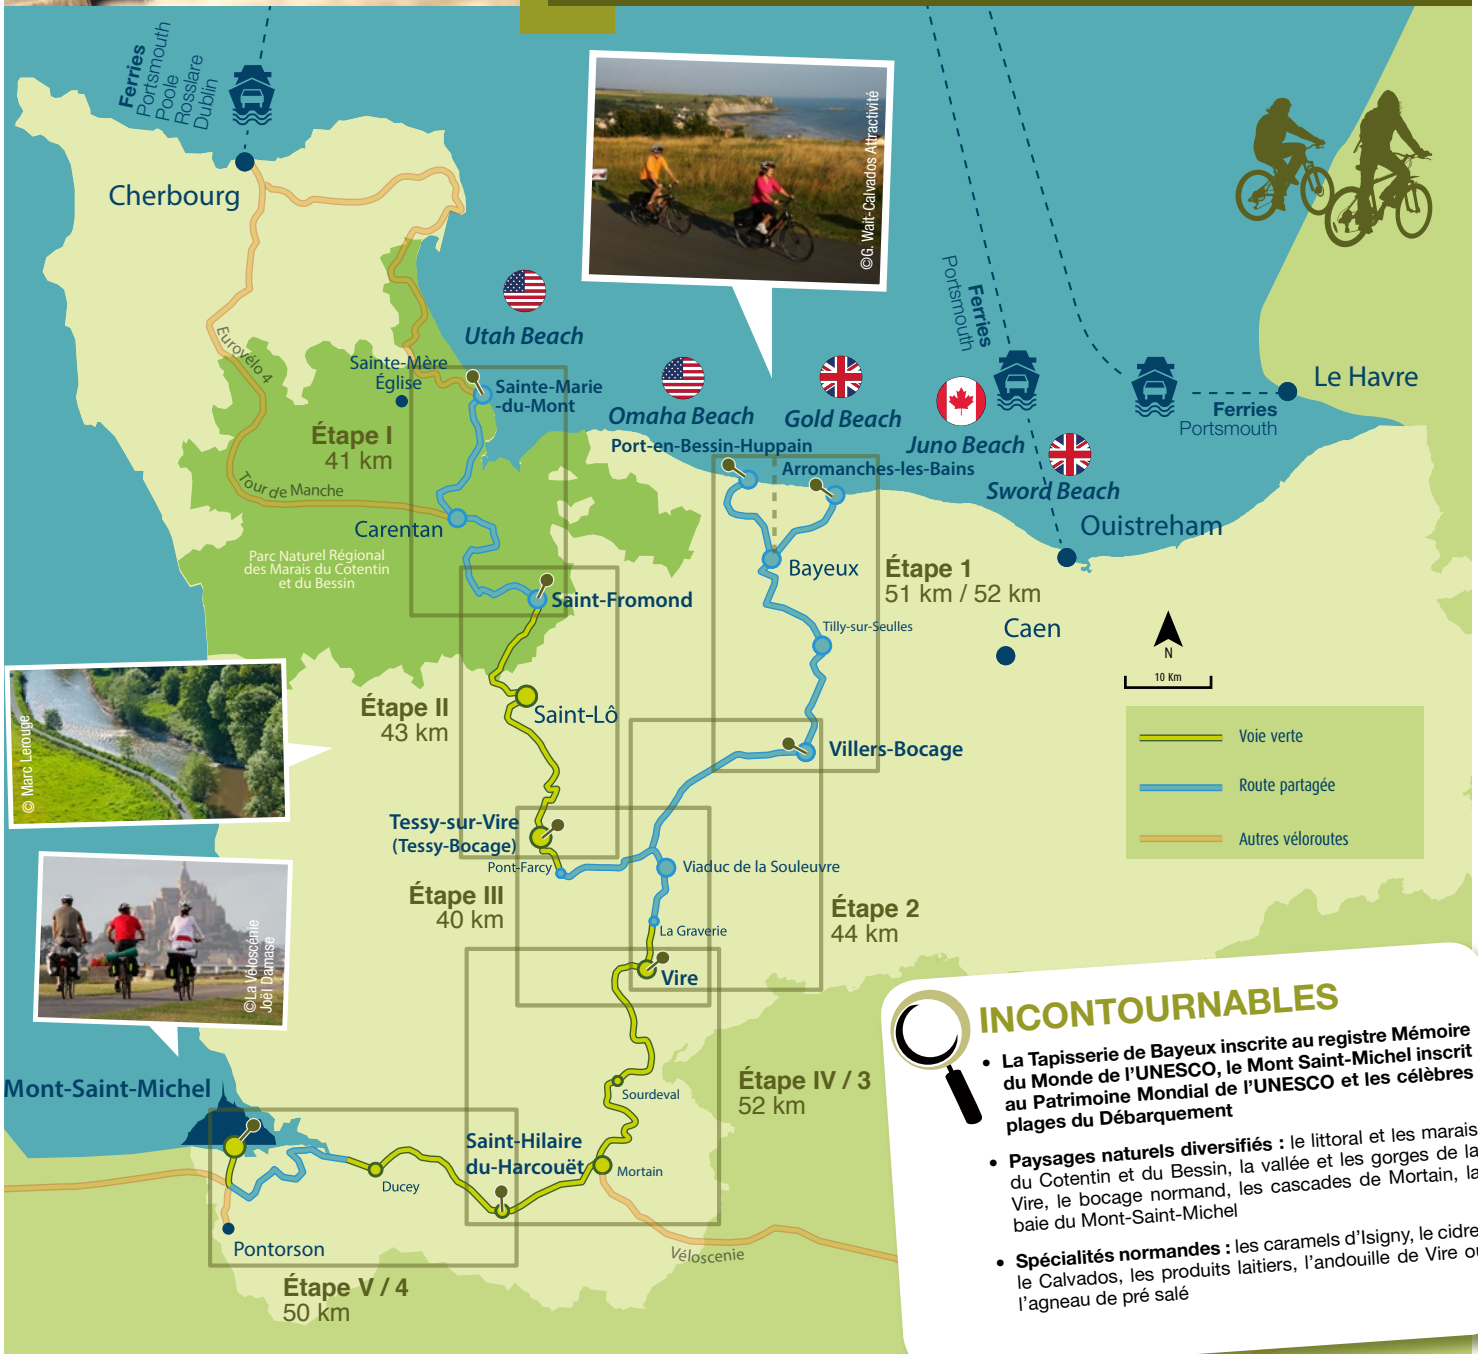 Ferries
Portsmouth
Poole
Rosslare
Dublin
Cherbourg
©G. Wait-Calvados Attractivité
Ferries
Portsmouth
Le Havre
Ferries
Portsmouth
Eurovélo 4
Utah Beach
Sainte-Mère
Église
Sainte-Marie
-du-Mont
Omaha Beach
Gold Beach
Juno Beach
Sword Beach
Port-en-Bessin-Huppain
Arromanches-les-Bains
Étape I
41 km
Tour de Manche
Carentan
Ouistreham
Parc Naturel Régional
des Marais du Cotentin
et du Bessin
Bayeux
Étape 1
51 km / 52 km
Saint-Fromond
Tilly-sur-Seulles
Caen
N
10 Km
© Marc Lerouge
Étape II
43 km
Saint-Lô
Villers-Bocage
Voie verte
Route partagée
Autres véloroutes
Tessy-sur-Vire
(Tessy-Bocage)
Pont-Farcy
Viaduc de la Souleuvre
Étape III
40 km
Étape 2
44 km
La Graverie
Vire
©La Véloscénie
Joël Damase
Mont-Saint-Michel
Sourdeval
Étape IV / 3
52 km
Saint-Hilaire
du-Harcouët
Mortain
Ducey
Pontorson
Véloscenie
Étape V / 4
50 km
INCONTOURNABLES
• La Tapisserie de Bayeux inscrite au registre Mémoire
du Monde de l'UNESCO, le Mont Saint-Michel inscrit
au Patrimoine Mondial de l'UNESCO et les célèbres
plages du Débarquement
• Paysages naturels diversifiés : le littoral et les marais
du Cotentin et du Bessin, la vallée et les gorges de la
Vire, le bocage normand, les cascades de Mortain, la
baie du Mont-Saint-Michel
• Spécialités normandes : les caramels d'Isigny, le cidre
le Calvados, les produits laitiers, l'andouille de Vire ou
l'agneau de pré salé